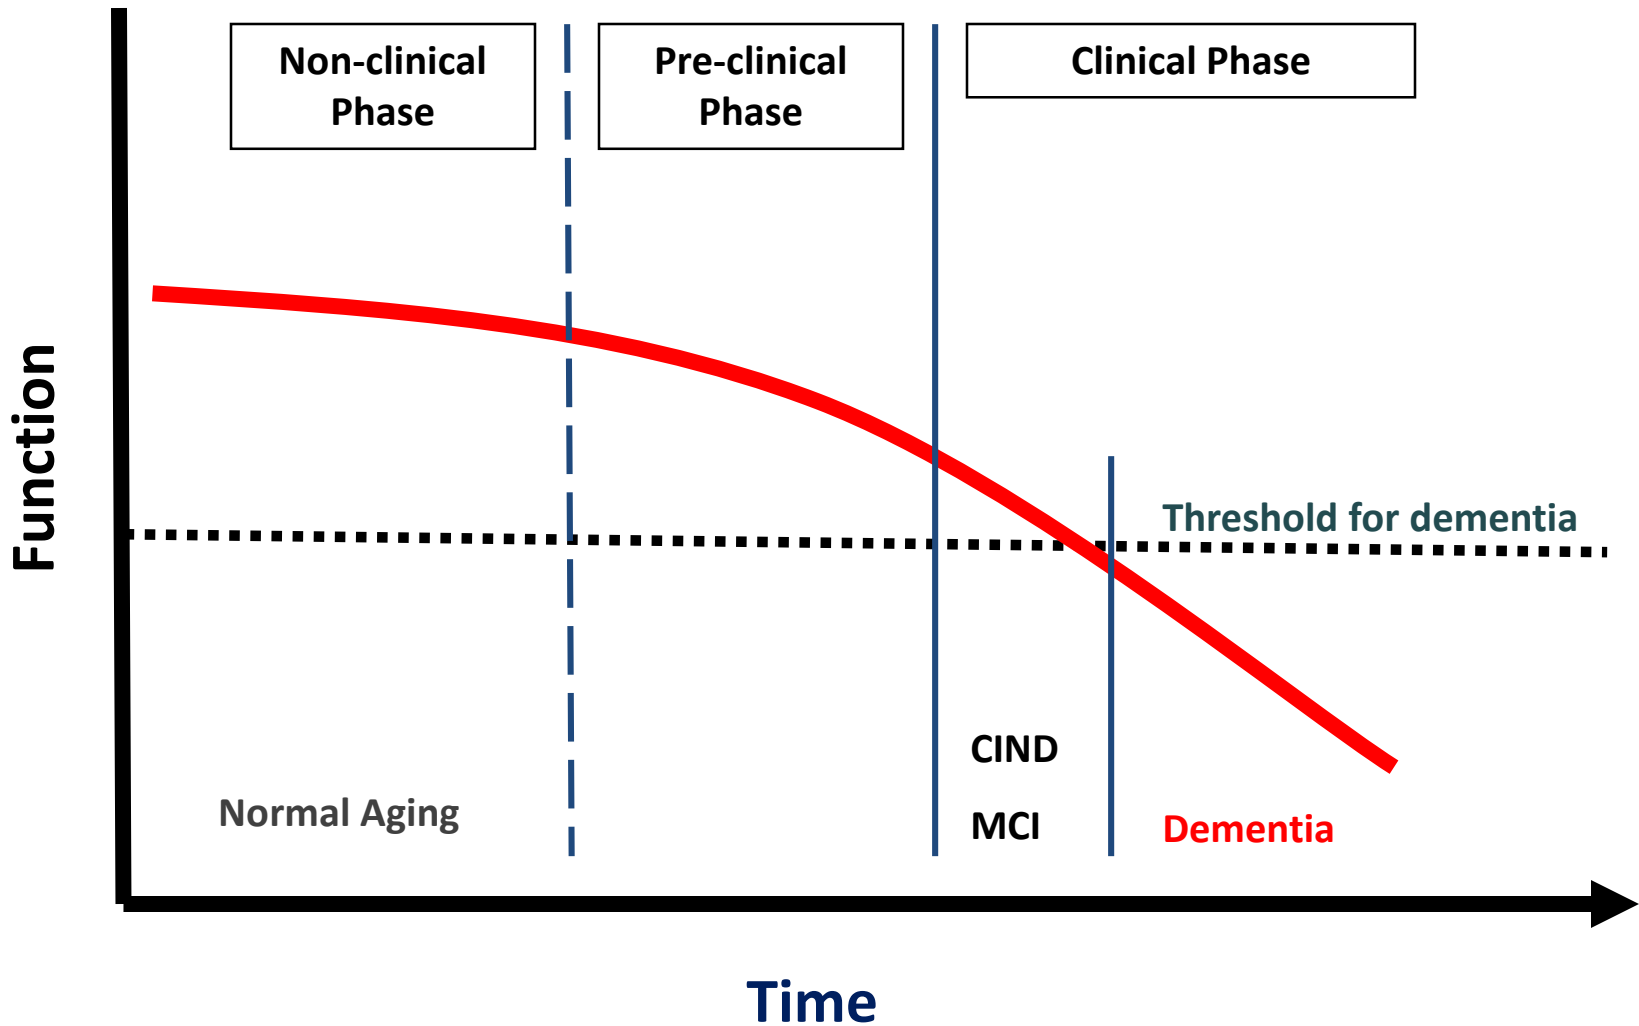 Non-clinical
Phase
Pre-clinical
Phase
Clinical Phase
Function
Threshold for dementia
CIND
MCI
Normal Aging
Dementia
Time